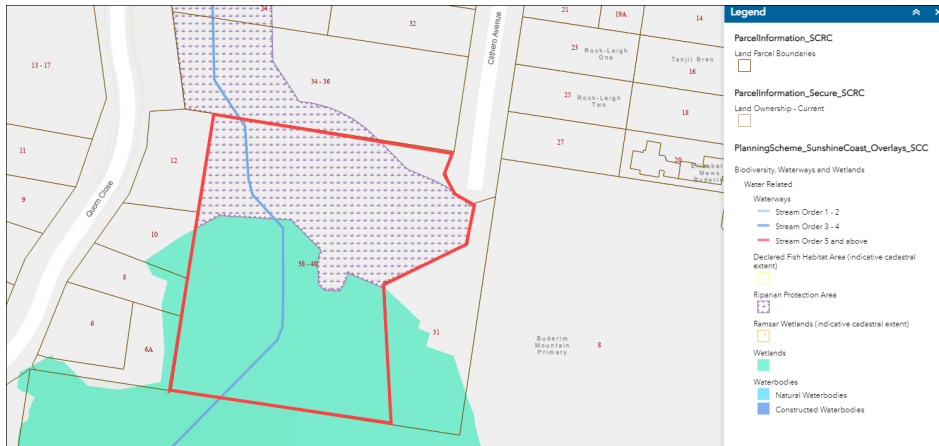 24
32
21
19A
14
Clithero Avenue
15 - 17
23
Rock-Leigh
One
Tanjil Bren
16
34 - 36
25
Rock-Leigh
Two
18
11
12
27
20
Quorn Close
9
10
38 - 40
8
6
6A
31
Buderim
Mountain
Primary
8
Legend
ParcelInformation_SCRC
Land Parcel Boundaries
ParcelInformation_Secure_SCRC
Land Ownership - Current
PlanningScheme_SunshineCoast_Overlays_SCC
Biodiversity, Waterways and Wetlands
Water Related
Waterways
Stream Order 1 - 2
Stream Order 3 - 4
Stream Order 5 and above
Declared Fish Habitat Area (indicative cadastral
extent)
Riparian Protection Area
Ramsar Wetlands (indicative cadastral extent)
Wetlands
Waterbodies
Natural Waterbodies
Constructed Waterbodies